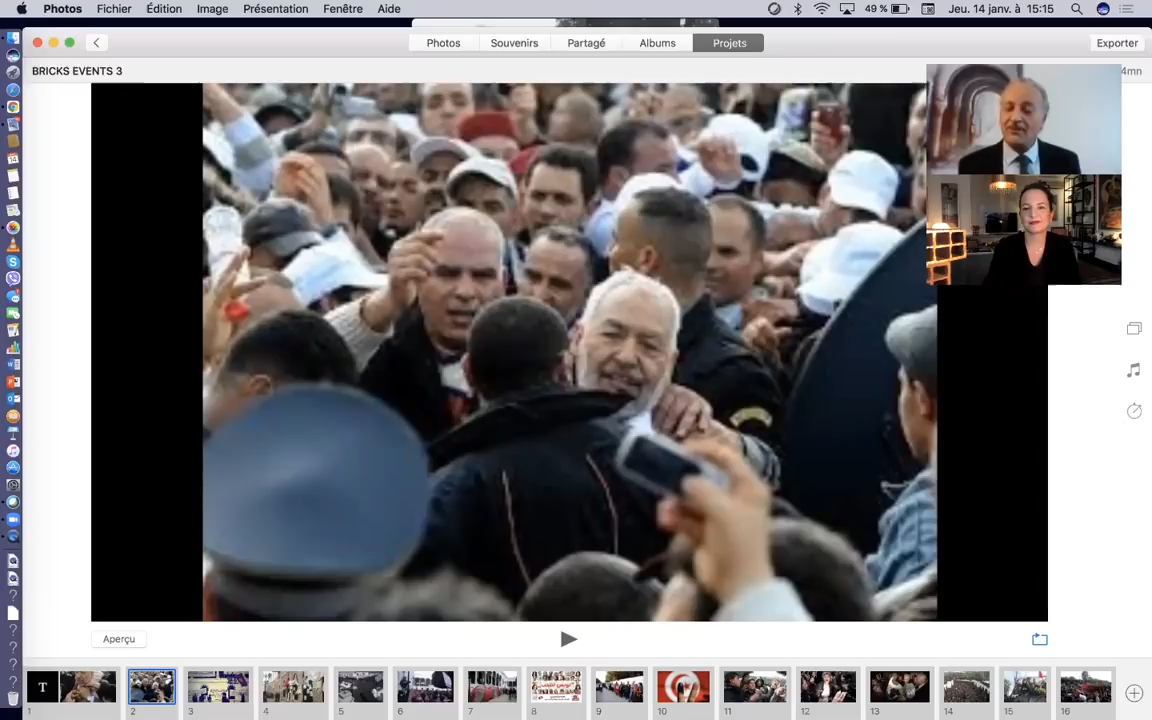 Photos Fichier Édition Image Présentation Fenêtre Aide 49 % Jeu. 14 janv. à 15:15
Photos Souvenirs Partagé Albums Projets Exporter
BRICKS EVENTS 3 4mn
Aperçu
T
1 2 3 4 5 6 7 8 9 10 11 12 13 14 15 16